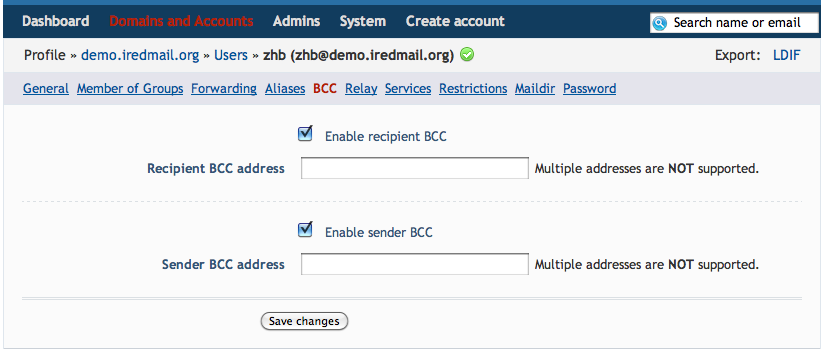 Dashboard Domains and Accounts Admins System Create account Search name or email
Profile » demo.iredmail.org » Users » zhb (zhb@demo.iredmail.org) Export: LDIF
General Member of Groups Forwarding Aliases BCC Relay Services Restrictions Maildir Password
Enable recipient BCC
Recipient BCC address Multiple addresses are NOT supported.
Enable sender BCC
Sender BCC address Multiple addresses are NOT supported.
Save changes